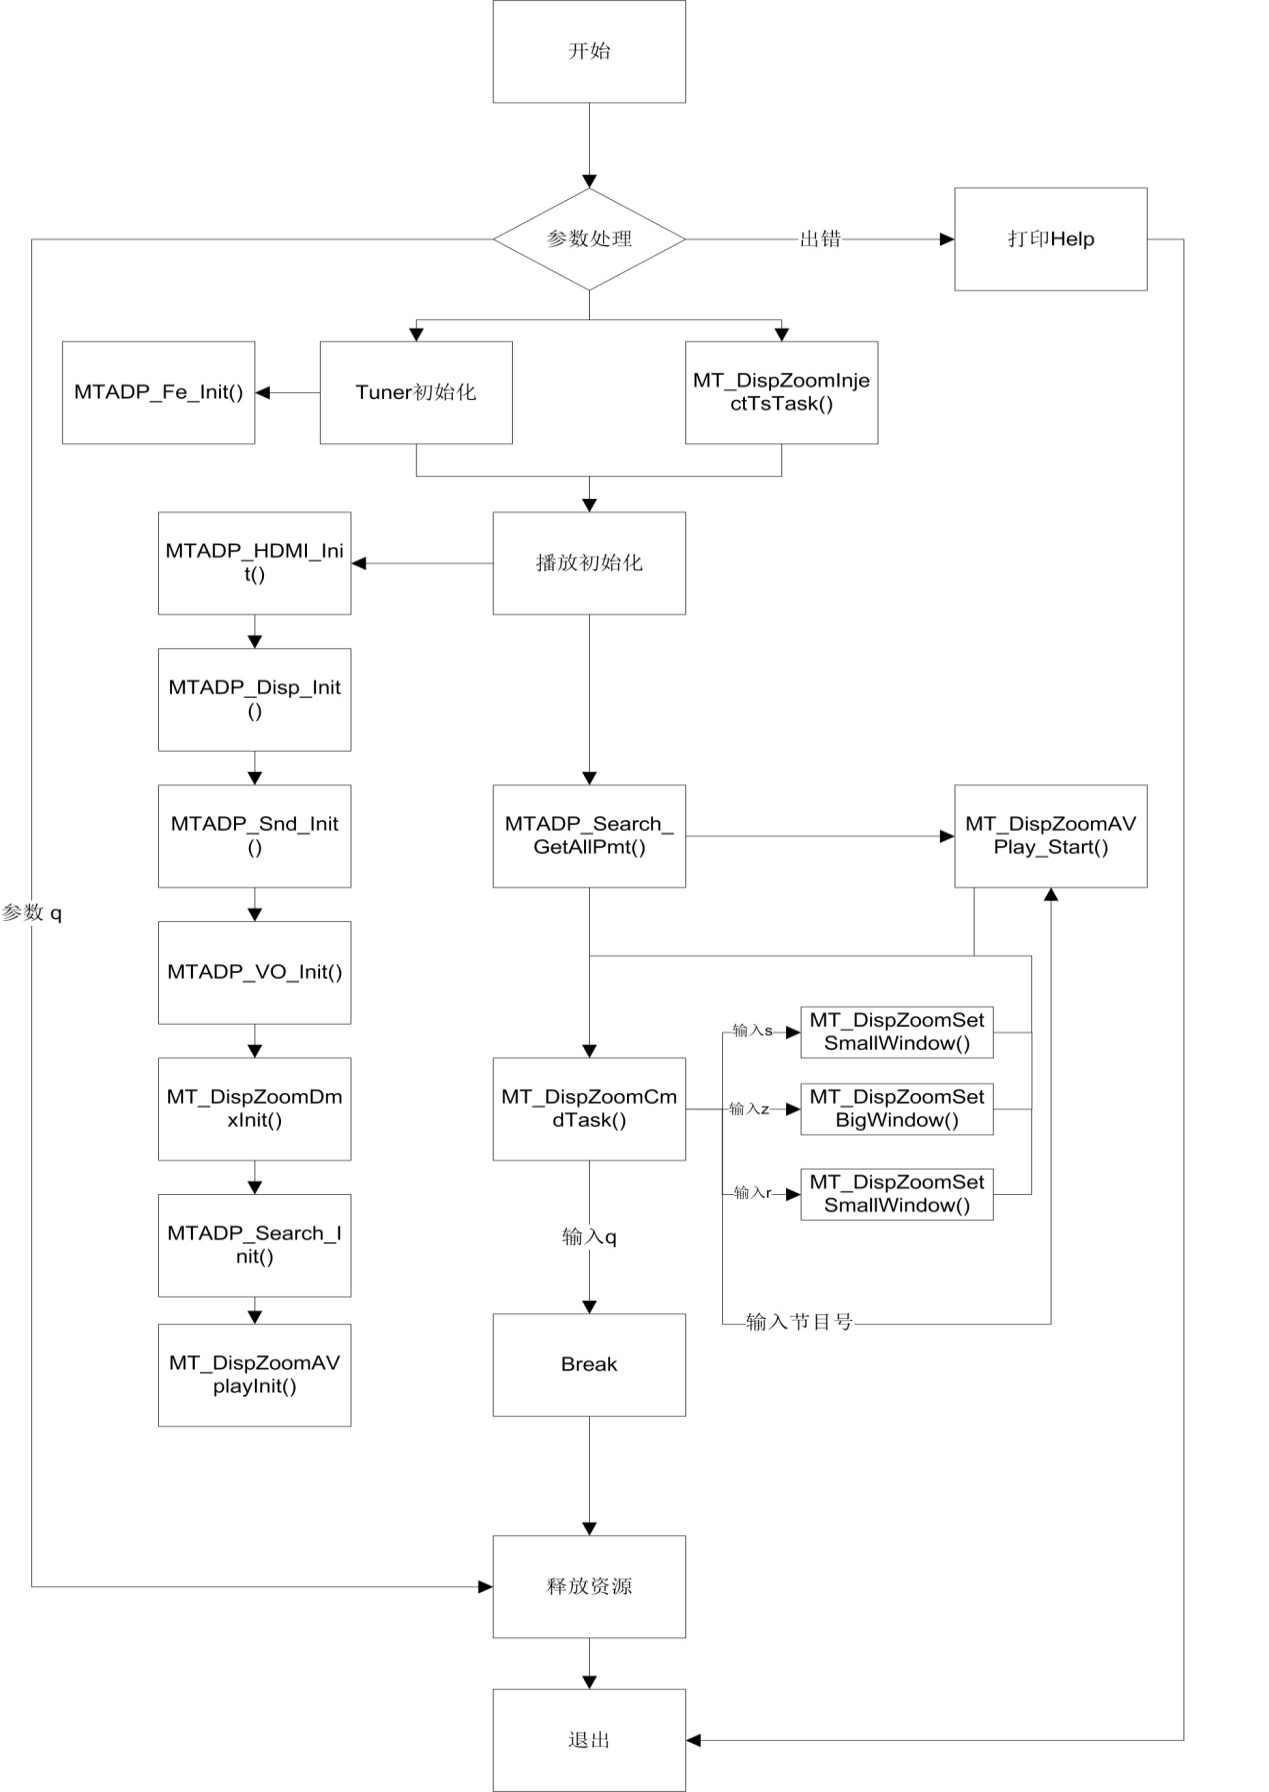 开始
参数处理
出错
打印Help
MTADP_Fe_Init()
Tuner初始化
MT_DispZoomInje
ctTsTask()
MTADP_HDMI_Ini
t()
播放初始化
MTADP_Disp_Init
()
MTADP_Snd_Init
()
MTADP_Search_
GetAllPmt()
MT_DispZoomAV
Play_Start()
参数 q
MTADP_VO_Init()
MT_DispZoomDm
xInit()
MT_DispZoomCm
dTask()
输入s
MT_DispZoomSet
SmallWindow()
输入z
MT_DispZoomSet
BigWindow()
输入r
MT_DispZoomSet
SmallWindow()
MTADP_Search_I
nit()
输入q
输入节目号
MT_DispZoomAV
playInit()
Break
释放资源
退出